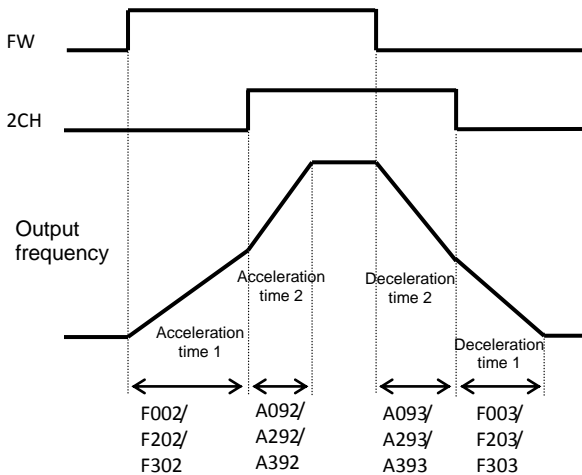 FW
2CH
Output
frequency
Acceleration
time 2
Deceleration
time 2
Acceleration
time 1
Deceleration
time 1
F002/
F202/
F302
A092/
A292/
A392
A093/
A293/
A393
F003/
F203/
F303